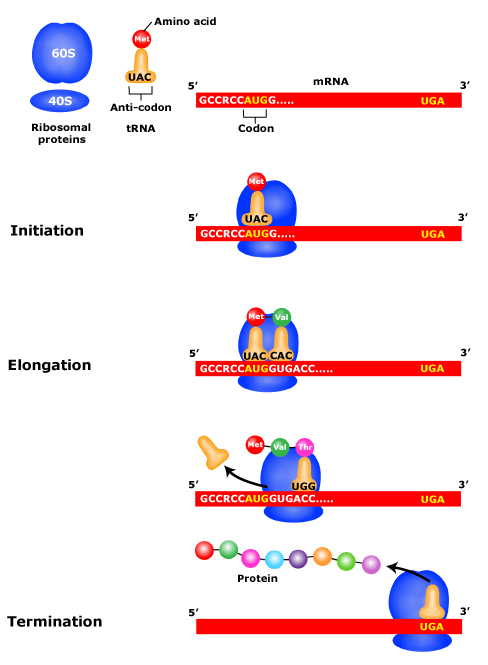 Amino acid
Met
60S
UAC
40S
Anti-codon
Ribosomal
proteins
tRNA
5’ mRNA 3’
GCCRCCAUGG..... UGA
Codon
Initiation
Met
UAC
5’ 3’
GCCRCCAUGG..... UGA
Elongation
Met Val
UAC CAC
5’ 3’
GCCRCCAUGGUGACC..... UGA
Met Val Thr
UGG
5’ 3’
GCCRCCAUGGUGACC..... UGA
Protein
Termination
5’ 3’
UGA